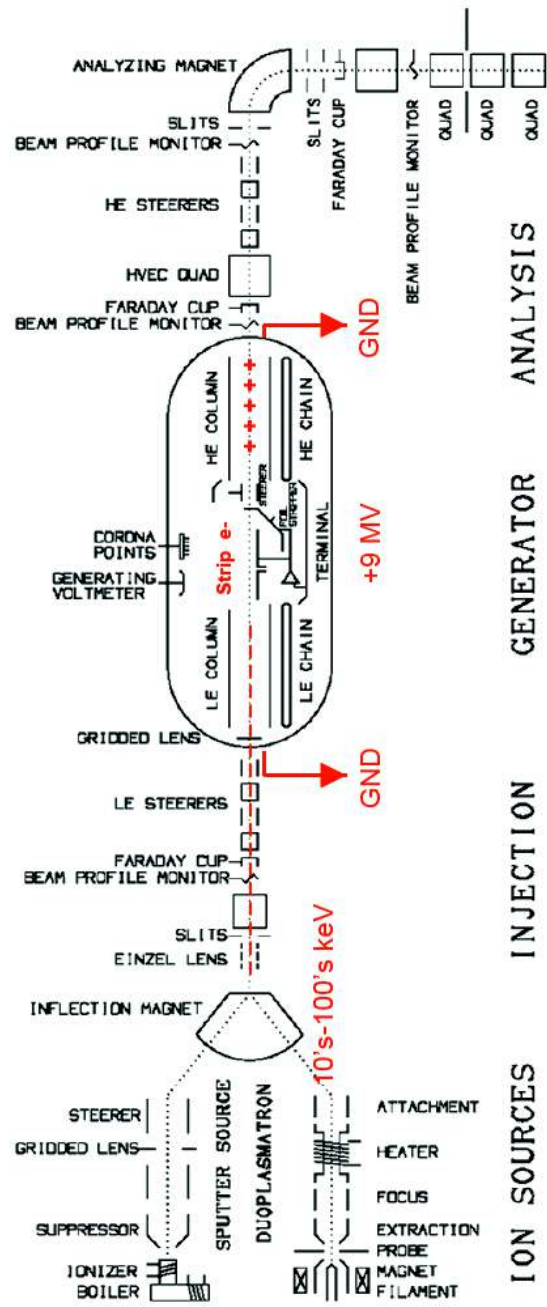 ANALYZING MAGNET
SLITS
BEAM PROFILE MONITOR
HE STEERERS
HVEC QUAD
FARADAY CUP
BEAM PROFILE MONITOR
SLITS
FARADAY CUP
BEAM PROFILE MONITOR
QUAD
QUAD
QUAD
ANALYSIS
GND
HE COLUMN
+++++
HE CHAIN
STEERER
FOIL STRIPPER
CORONA
POINTS
GENERATING
VOLTMETER
Strip e-
TERMINAL
+9 MV
GENERATOR
LE COLUMN
LE CHAIN
GRIDDED LENS
GND
LE STEERERS
FARADAY CUP
BEAM PROFILE MONITOR
SLITS
EINZEL LENS
INJECTION
INFLECTION MAGNET
10's-100's keV
STEERER
GRIDDED LENS
SUPPRESSOR
IONIZER
BOILER
SPUTTER SOURCE
DUOPLASMATRON
ATTACHMENT
HEATER
FOCUS
EXTRACTION
PROBE
MAGNET
FILAMENT
ION SOURCES